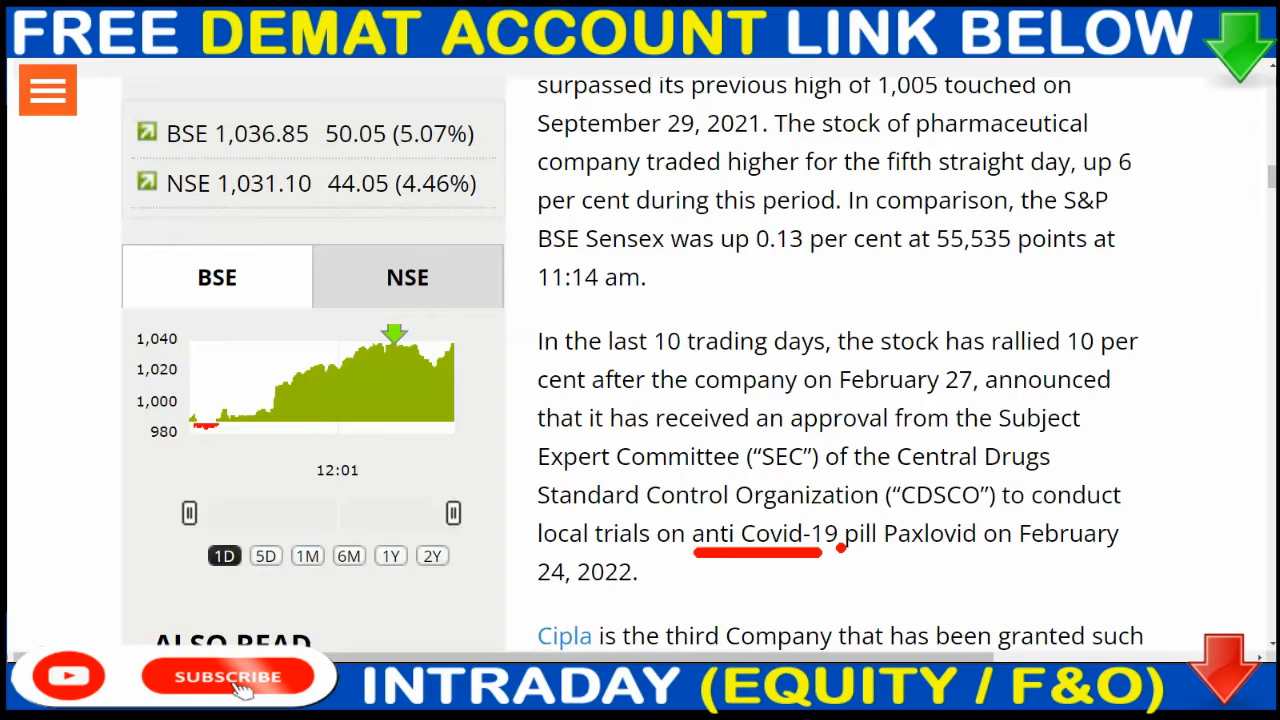 FREE DEMAT ACCOUNT LINK BELOW
BSE 1,036.85 50.05 (5.07%)
NSE 1,031.10 44.05 (4.46%)
BSE NSE
1,040
1,020
1,000
980
12:01
1D 5D 1M 6M 1Y 2Y
ALSO READ
surpassed its previous high of 1,005 touched on
September 29, 2021. The stock of pharmaceutical
company traded higher for the fifth straight day, up 6
per cent during this period. In comparison, the S&P
BSE Sensex was up 0.13 per cent at 55,535 points at
11:14 am.
In the last 10 trading days, the stock has rallied 10 per
cent after the company on February 27, announced
that it has received an approval from the Subject
Expert Committee (“SEC”) of the Central Drugs
Standard Control Organization (“CDSCO”) to conduct
local trials on anti Covid-19 pill Paxlovid on February
24, 2022.
Cipla is the third Company that has been granted such
SUBSCRIBE
INTRADAY (EQUITY / F&O)